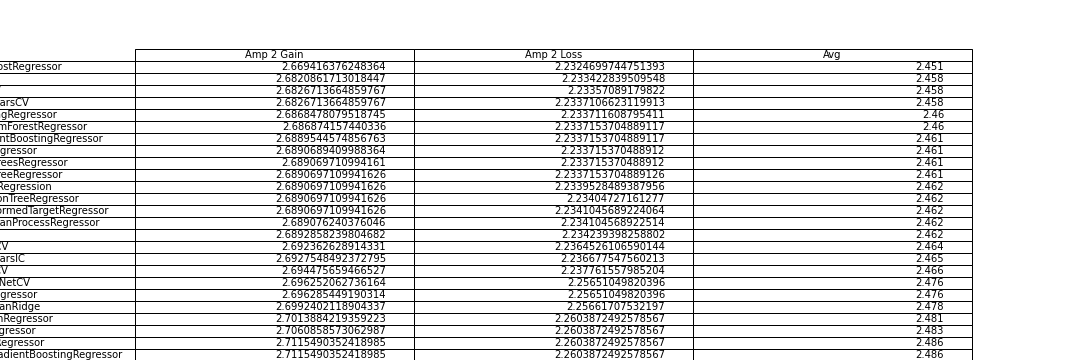 Amp 2 Gain Amp 2 Loss Avg
ostRegressor 2.669416376248364 2.2324699744751393 2.451
2.6820861713018447 2.233422839509548 2.458
2.6826713664859767 2.23357089179822 2.458
arsCV 2.6826713664859767 2.2337106623119913 2.458
gRegressor 2.6868478079518745 2.233711608795411 2.46
mForestRegressor 2.686874157440336 2.2337153704889117 2.46
ntBoostingRegressor 2.6889544574856763 2.2337153704889117 2.461
gressor 2.6890689409988364 2.233715370488912 2.461
reesRegressor 2.689069710994161 2.233715370488912 2.461
reeRegressor 2.6890697109941626 2.233715370489126 2.461
Regression 2.6890697109941626 2.2339528489387956 2.462
onTreeRegressor 2.6890697109941626 2.23404727161277 2.462
ormedTargetRegressor 2.6890697109941626 2.2341045689224064 2.462
anProcessRegressor 2.689076240376046 2.234104568922514 2.462
2.6892858239804682 2.234239398258802 2.462
CV 2.692362628914331 2.2364526106590144 2.464
arsIC 2.6927548492372795 2.236677547560213 2.465
CV 2.694475659466527 2.237761557985204 2.466
NetCV 2.696252062736164 2.25651049820396 2.476
gressor 2.696285449190314 2.25651049820396 2.476
anRidge 2.6992402118904337 2.25661707532197 2.478
nRegressor 2.7013884219359223 2.2603872492578567 2.481
gressor 2.7060858573062987 2.2603872492578567 2.483
Regressor 2.7115490352418985 2.2603872492578567 2.486
adientBoostingRegressor 2.7115490352418985 2.2603872492578567 2.486